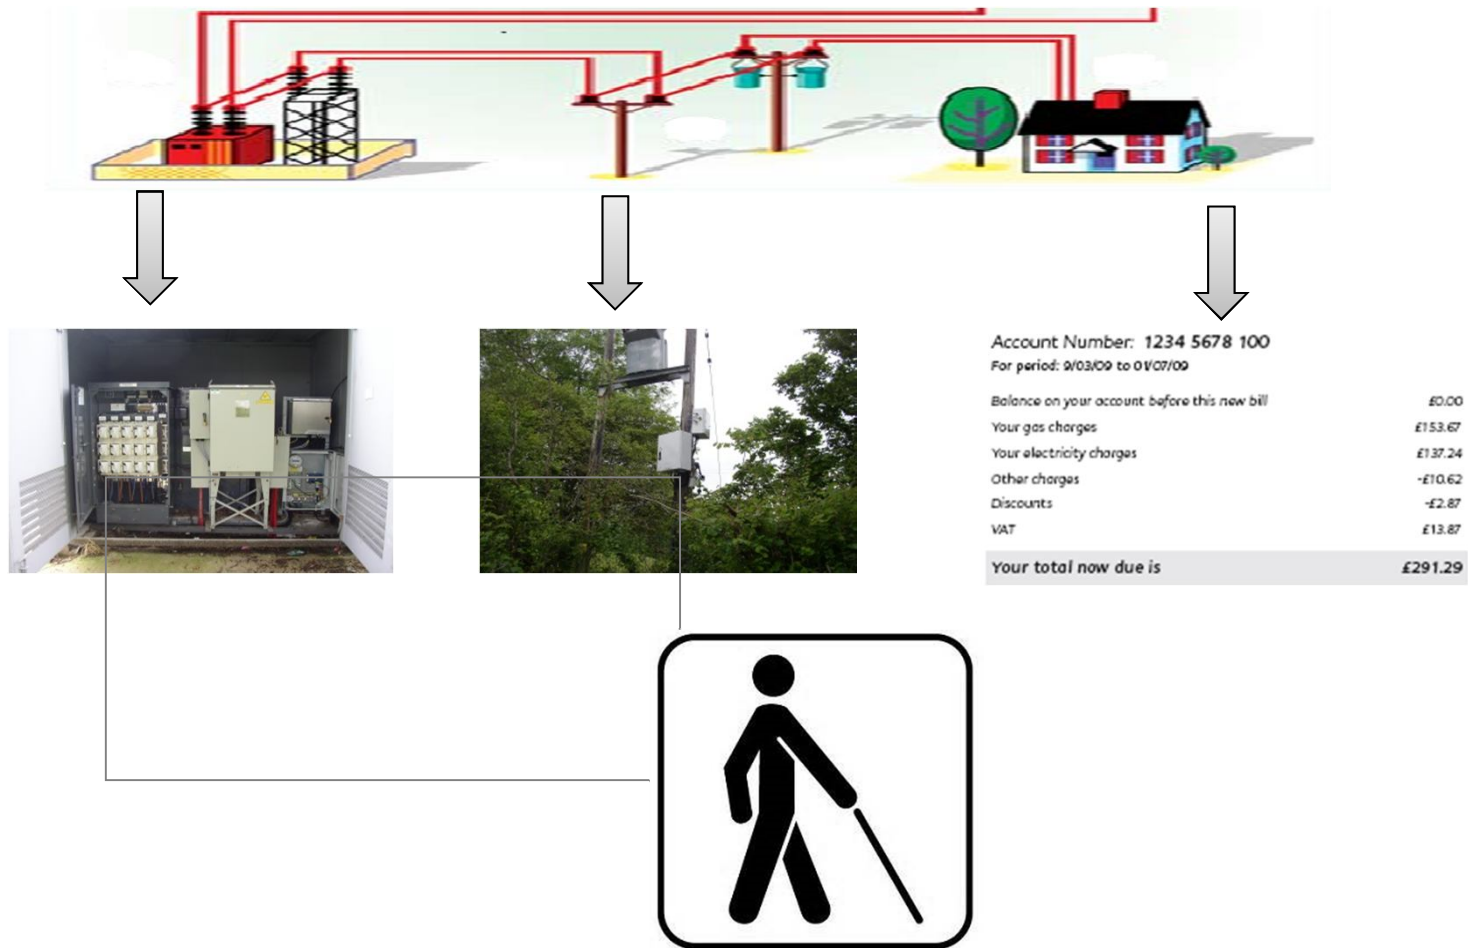 Account Number: 1234 5678 100
For period: 9/03/09 to 01/07/09
Balance on your account before this new bill £0.00
Your gas charges £153.67
Your electricity charges £137.24
Other charges -£10.62
Discounts -£2.87
VAT £13.87
Your total now due is £291.29